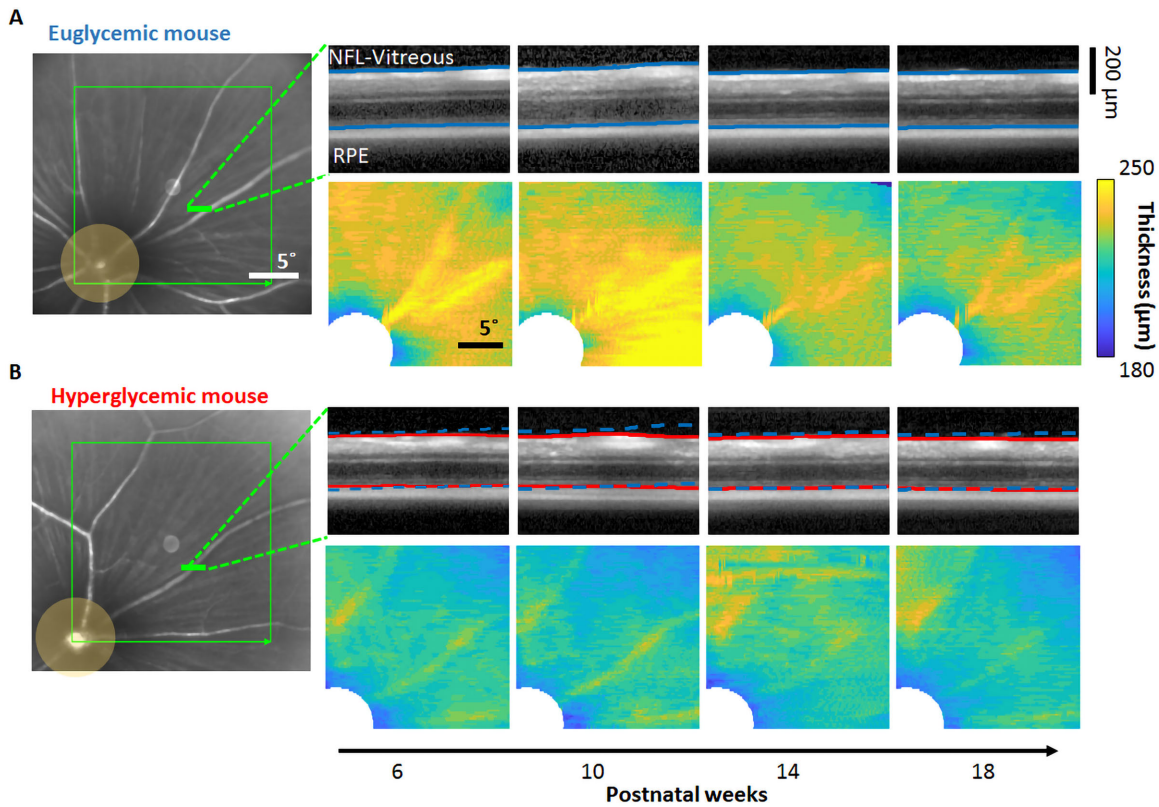 A
Euglycemic mouse
NFL-Vitreous
RPE
200 µm
5°
5°
250
Thickness (µm)
180
B
Hyperglycemic mouse
6
10
14
18
Postnatal weeks